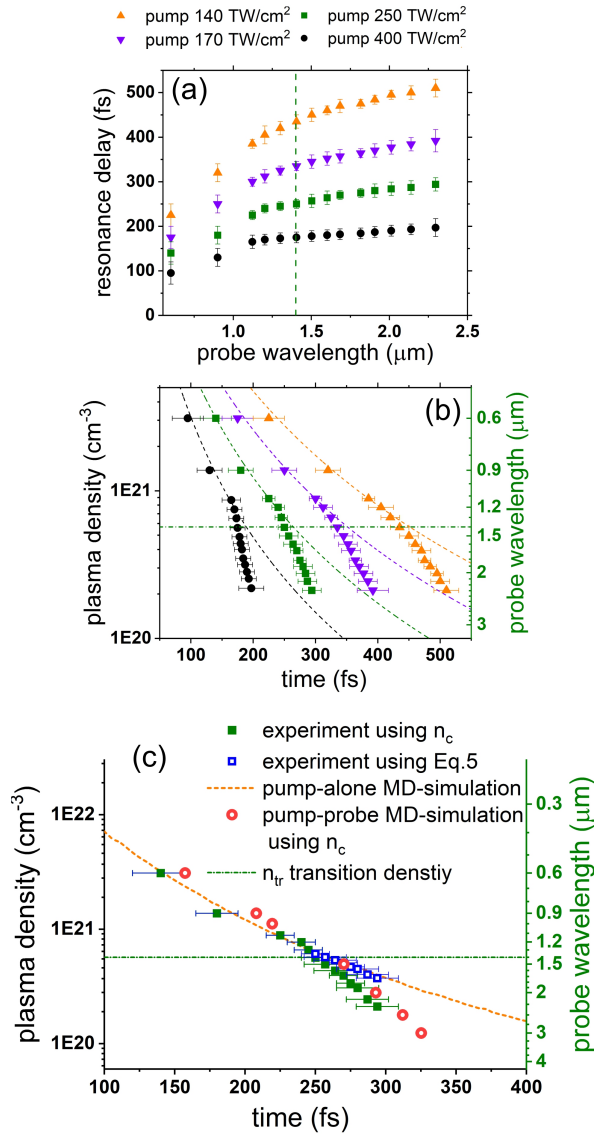 pump 140 TW/cm² pump 250 TW/cm²
pump 170 TW/cm² pump 400 TW/cm²
(a)
resonance delay (fs)
500
400
300
200
100
0
1.0 1.5 2.0 2.5
probe wavelength (μm)
(b)
plasma density (cm⁻³)
1E21
1E20
0.6
0.9
1.2
1.5
2
3
probe wavelength (μm)
100 200 300 400 500
time (fs)
(c)
experiment using n_c
experiment using Eq.5
pump-alone MD-simulation
pump-probe MD-simulation
using n_c
n_tr transition denstiy
plasma density (cm⁻³)
1E22
1E21
1E20
0.3
0.6
0.9
1.2
1.5
2
3
4
probe wavelength (μm)
100 150 200 250 300 350 400
time (fs)